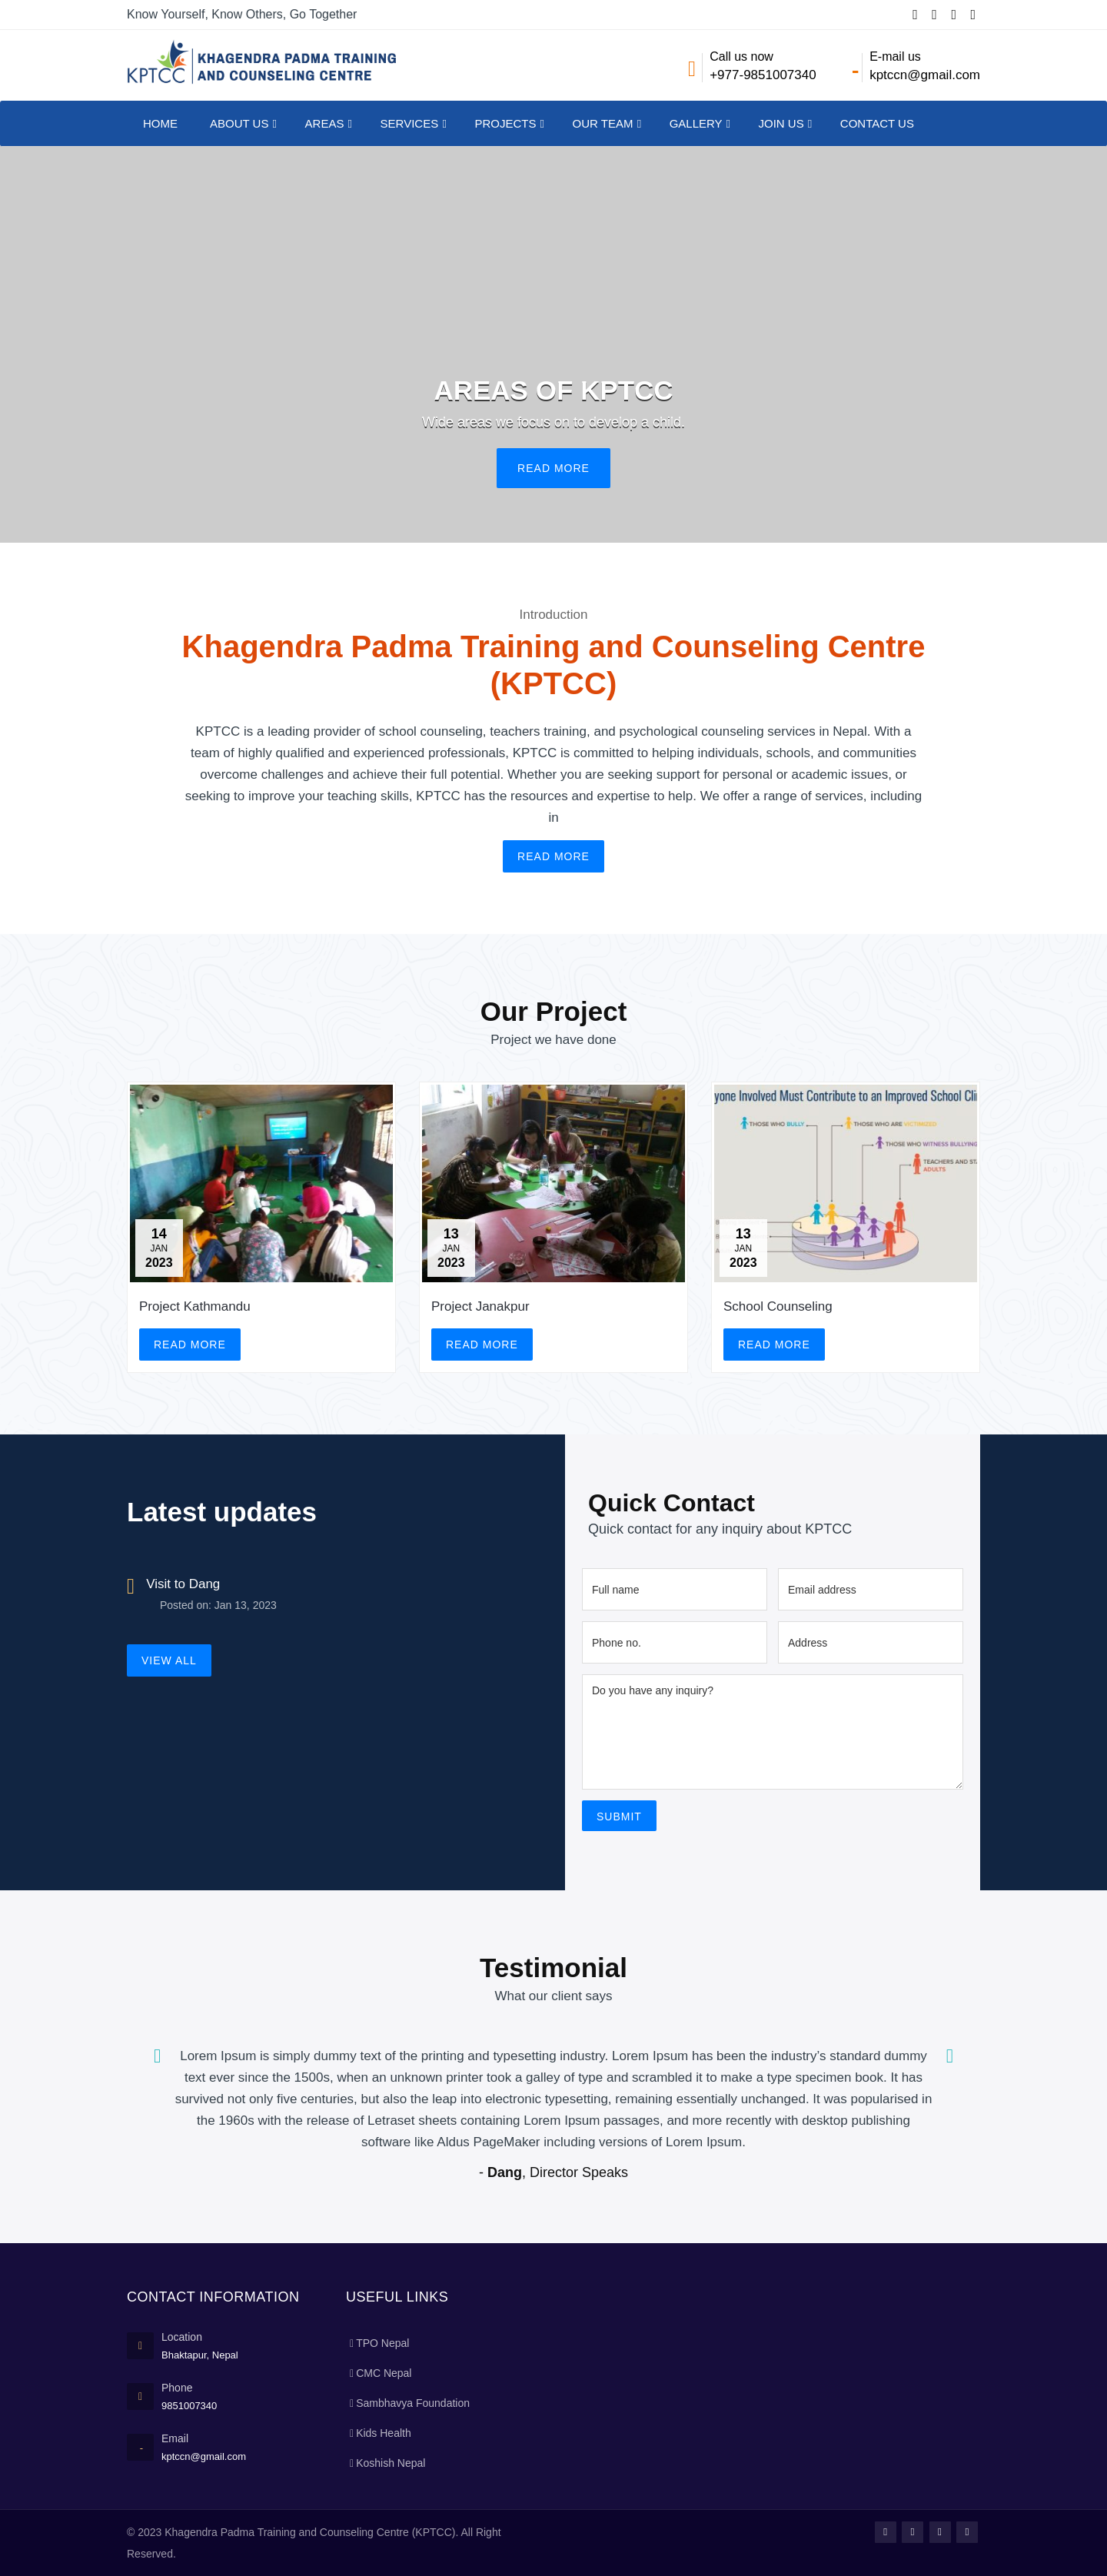 Know Yourself, Know Others, Go Together
KPTCC
KHAGENDRA PADMA TRAINING
AND COUNSELING CENTRE
Call us now
+977-9851007340
E-mail us
kptccn@gmail.com
HOME ABOUT US AREAS SERVICES PROJECTS OUR TEAM GALLERY JOIN US CONTACT US
AREAS OF KPTCC
Wide areas we focus on to develop a child.
READ MORE
Introduction
Khagendra Padma Training and Counseling Centre
(KPTCC)
KPTCC is a leading provider of school counseling, teachers training, and psychological counseling services in Nepal. With a
team of highly qualified and experienced professionals, KPTCC is committed to helping individuals, schools, and communities
overcome challenges and achieve their full potential. Whether you are seeking support for personal or academic issues, or
seeking to improve your teaching skills, KPTCC has the resources and expertise to help. We offer a range of services, including
in
READ MORE
Our Project
Project we have done
14
JAN
2023
Project Kathmandu
READ MORE
13
JAN
2023
Project Janakpur
READ MORE
yone Involved Must Contribute to an Improved School Cli
THOSE WHO BULLY
THOSE WHO ARE VICTIMIZED
THOSE WHO WITNESS BULLYING
TEACHERS AND STA
ADULTS
13
JAN
2023
School Counseling
READ MORE
Latest updates
Visit to Dang
Posted on: Jan 13, 2023
VIEW ALL
Quick Contact
Quick contact for any inquiry about KPTCC
Full name
Email address
Phone no.
Address
Do you have any inquiry?
SUBMIT
Testimonial
What our client says
Lorem Ipsum is simply dummy text of the printing and typesetting industry. Lorem Ipsum has been the industry’s standard dummy
text ever since the 1500s, when an unknown printer took a galley of type and scrambled it to make a type specimen book. It has
survived not only five centuries, but also the leap into electronic typesetting, remaining essentially unchanged. It was popularised in
the 1960s with the release of Letraset sheets containing Lorem Ipsum passages, and more recently with desktop publishing
software like Aldus PageMaker including versions of Lorem Ipsum.
- Dang, Director Speaks
CONTACT INFORMATION
Location
Bhaktapur, Nepal
Phone
9851007340
Email
kptccn@gmail.com
USEFUL LINKS
TPO Nepal
CMC Nepal
Sambhavya Foundation
Kids Health
Koshish Nepal
© 2023 Khagendra Padma Training and Counseling Centre (KPTCC). All Right
Reserved.